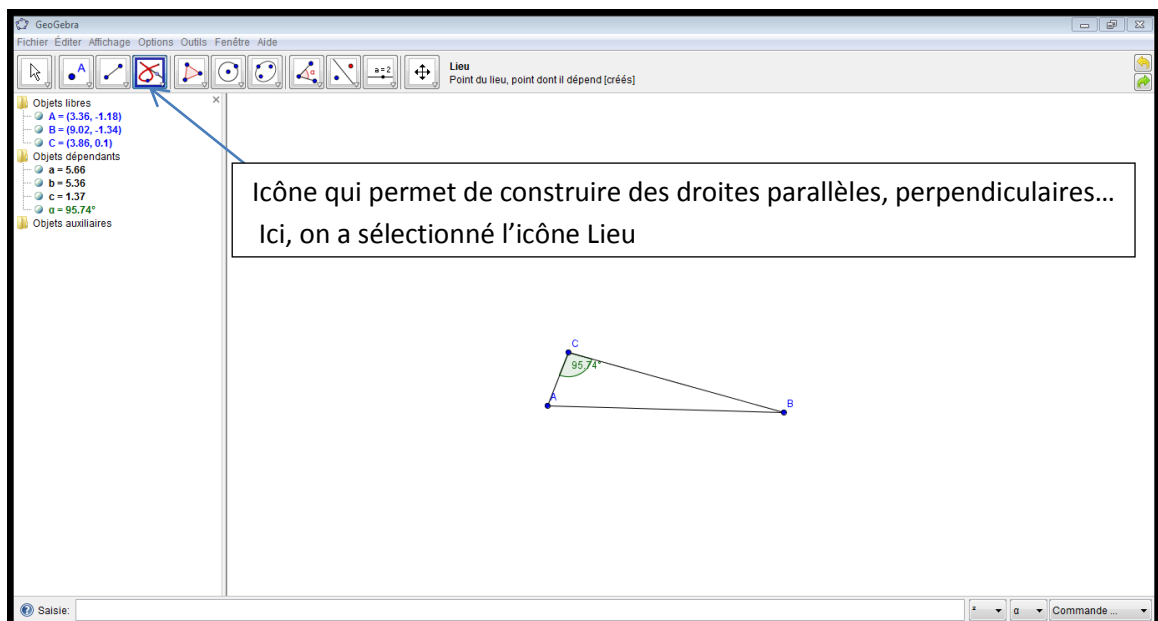 GeoGebra
Fichier Éditer Affichage Options Outils Fenêtre Aide
A
α
a = 2
Lieu
Point du lieu, point dont il dépend [créés]
Objets libres
A = (3.36, -1.18)
B = (9.02, -1.34)
C = (3.86, 0.1)
Objets dépendants
a = 5.66
b = 5.36
c = 1.37
α = 95.74°
Objets auxiliaires
Icône qui permet de construire des droites parallèles, perpendiculaires…
Ici, on a sélectionné l’icône Lieu
C
95.74°
A
B
Saisie:
²
α
Commande ...